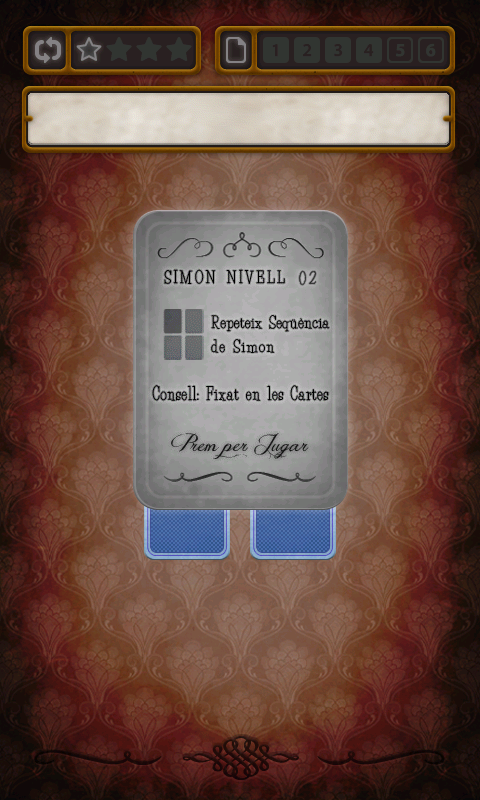 1 2 3 4 5 6
SIMON NIVELL 02
Repeteix Seqüència
de Simon
Consell: Fixat en les Cartes
Prem per Jugar